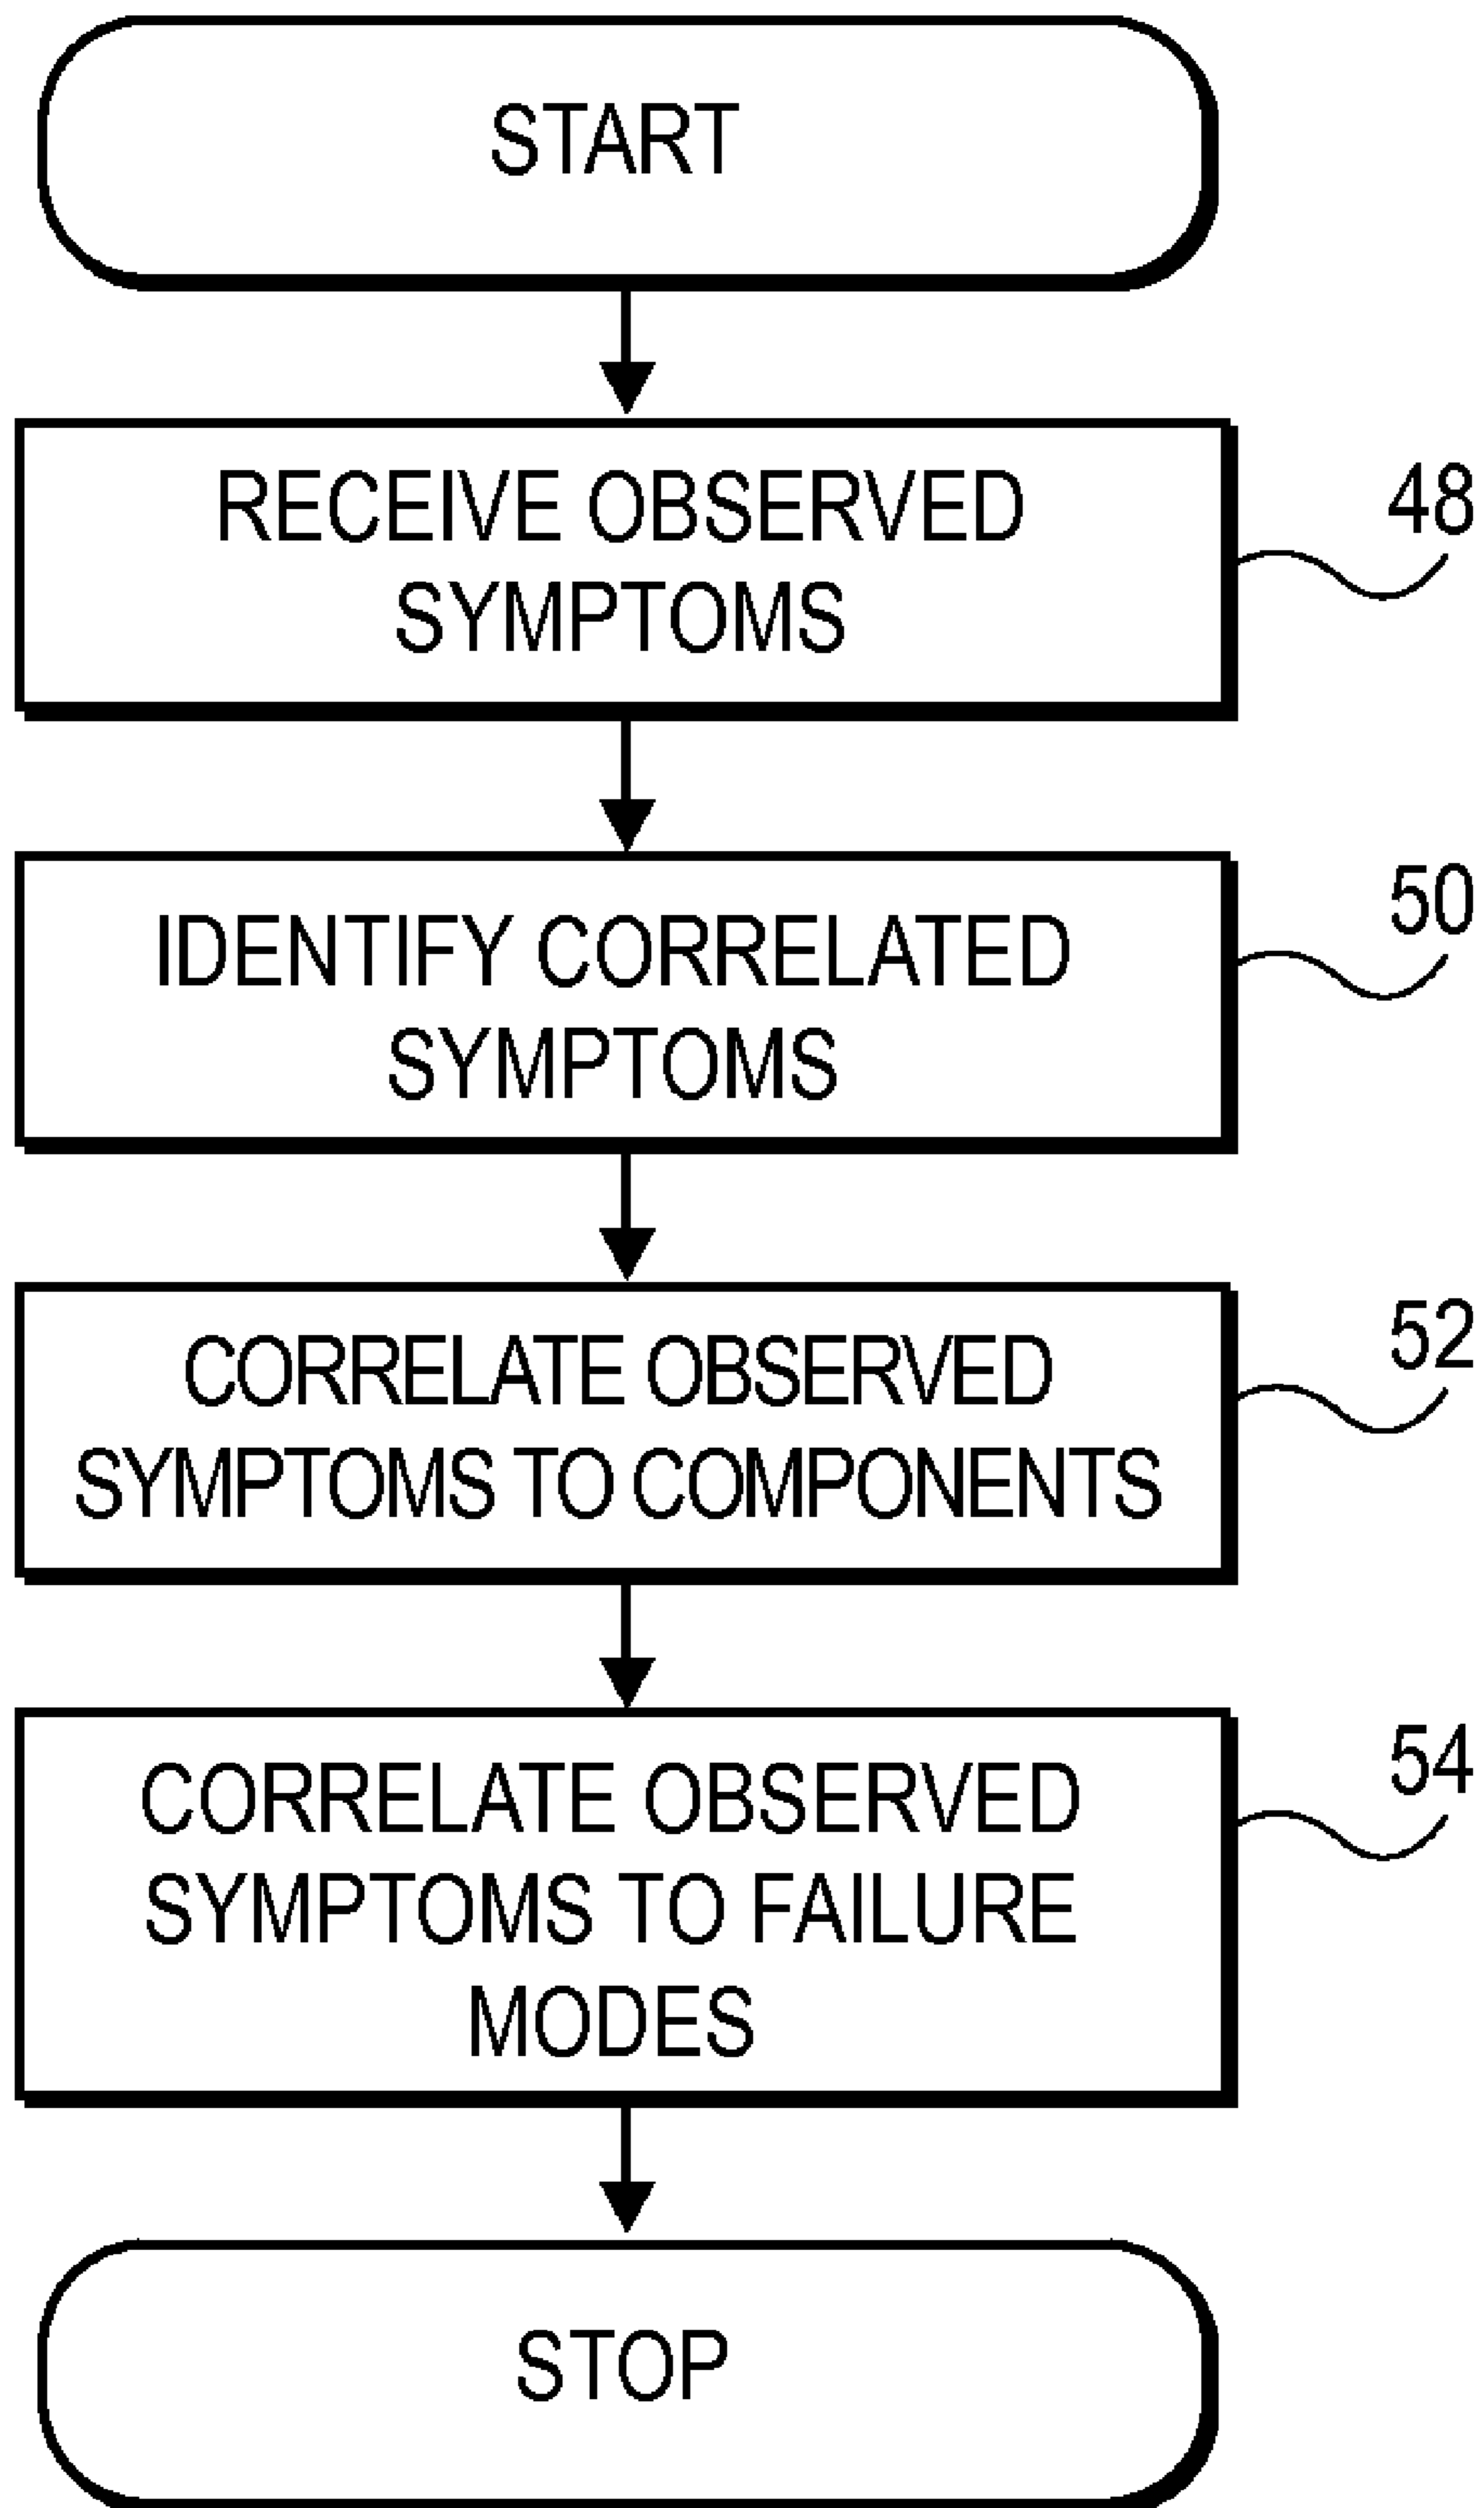 START
RECEIVE OBSERVED
SYMPTOMS
48
IDENTIFY CORRELATED
SYMPTOMS
50
CORRELATE OBSERVED
SYMPTOMS TO COMPONENTS
52
CORRELATE OBSERVED
SYMPTOMS TO FAILURE
MODES
54
STOP